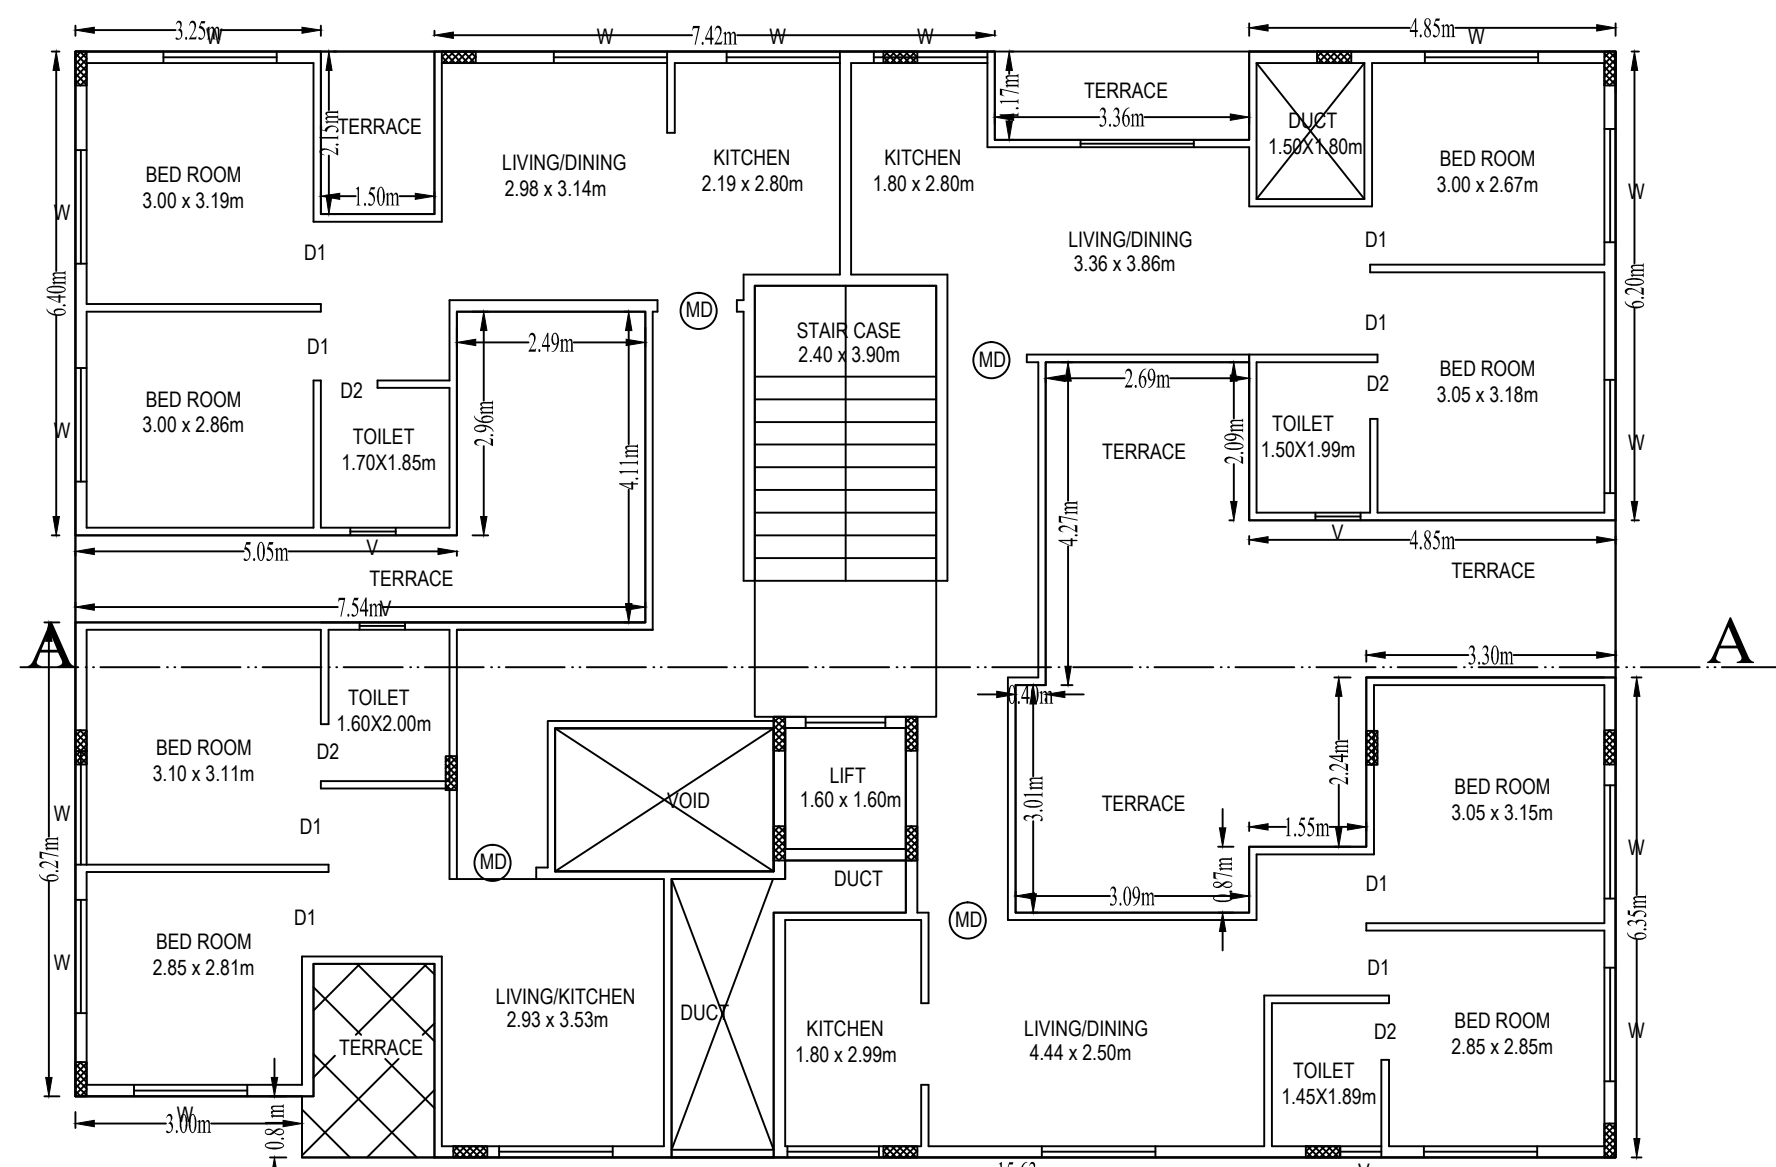 3.25m
W
W
7.42m
W
W
4.85m
W
TERRACE
2.15m
1.50m
BED ROOM
3.00 x 3.19m
LIVING/DINING
2.98 x 3.14m
KITCHEN
2.19 x 2.80m
KITCHEN
1.80 x 2.80m
1.17m
TERRACE
3.36m
DUCT
1.50X1.80m
BED ROOM
3.00 x 2.67m
W
W
D1
LIVING/DINING
3.36 x 3.86m
D1
6.40m
6.20m
MD
STAIR CASE
2.40 x 3.90m
MD
D1
D1
2.49m
2.69m
D2
D2
BED ROOM
3.00 x 2.86m
BED ROOM
3.05 x 3.18m
W
W
TOILET
1.70X1.85m
2.96m
4.11m
TERRACE
2.09m
TOILET
1.50X1.99m
4.27m
5.05m
V
V
4.85m
TERRACE
TERRACE
7.54m
V
A
A
3.30m
TOILET
1.60X2.00m
0.40m
BED ROOM
3.10 x 3.11m
D2
LIFT
1.60 x 1.60m
VOID
3.01m
TERRACE
2.24m
BED ROOM
3.05 x 3.15m
W
D1
1.55m
W
6.27m
MD
DUCT
0.87m
3.09m
D1
D1
MD
6.35m
BED ROOM
2.85 x 2.81m
W
D1
LIVING/KITCHEN
2.93 x 3.53m
DUCT
KITCHEN
1.80 x 2.99m
LIVING/DINING
4.44 x 2.50m
D2
BED ROOM
2.85 x 2.85m
W
TERRACE
TOILET
1.45X1.89m
W
3.00m
0.81m